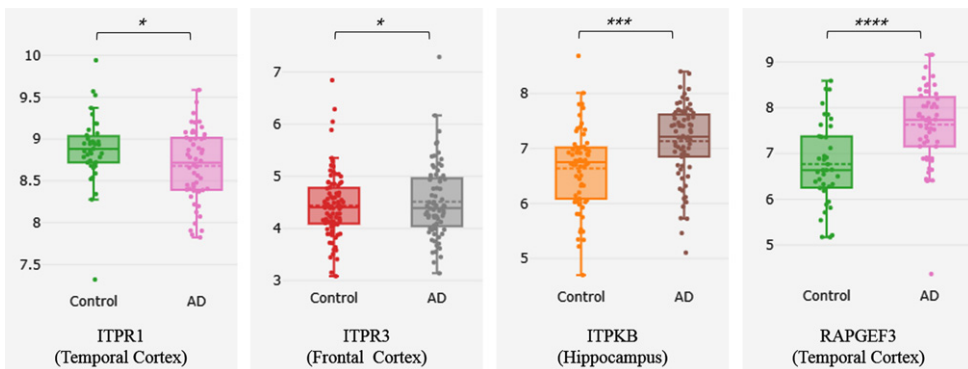 *
*
***
****
10
9.5
9
8.5
8
7.5
Control AD
ITPR1
(Temporal Cortex)
7
6
5
4
3
Control AD
ITPR3
(Frontal Cortex)
8
7
6
5
Control AD
ITPKB
(Hippocampus)
9
8
7
6
5
Control AD
RAPGEF3
(Temporal Cortex)